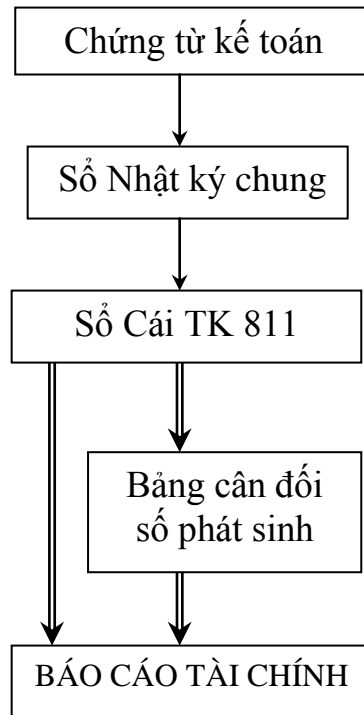 Chứng từ kế toán
Sổ Nhật ký chung
Sổ Cái TK 811
Bảng cân đối
số phát sinh
BÁO CÁO TÀI CHÍNH